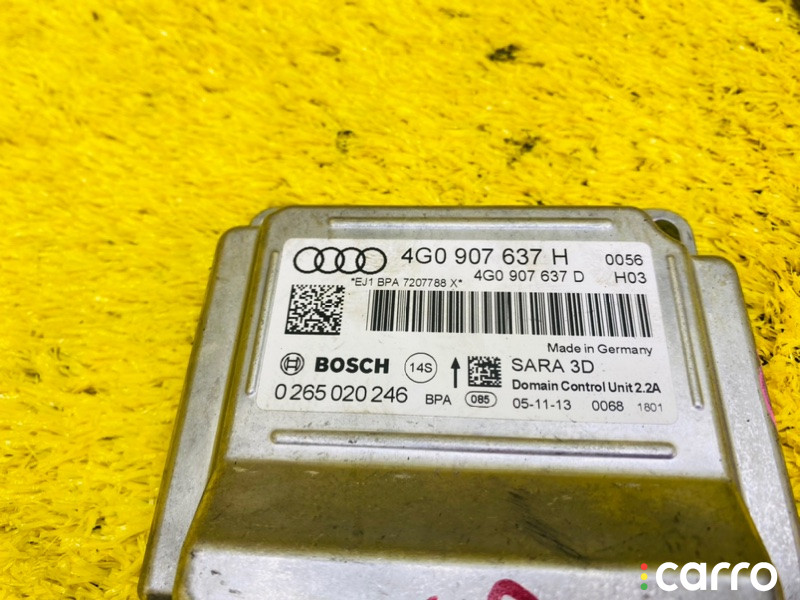 4G0 907 637 H 0056
4G0 907 637 D H03
*EJ1 BPA 7207788 X*
Made in Germany
BOSCH 14S SARA 3D
Domain Control Unit 2.2A
0 265 020 246 BPA 085 05-11-13 0068 1801
carro